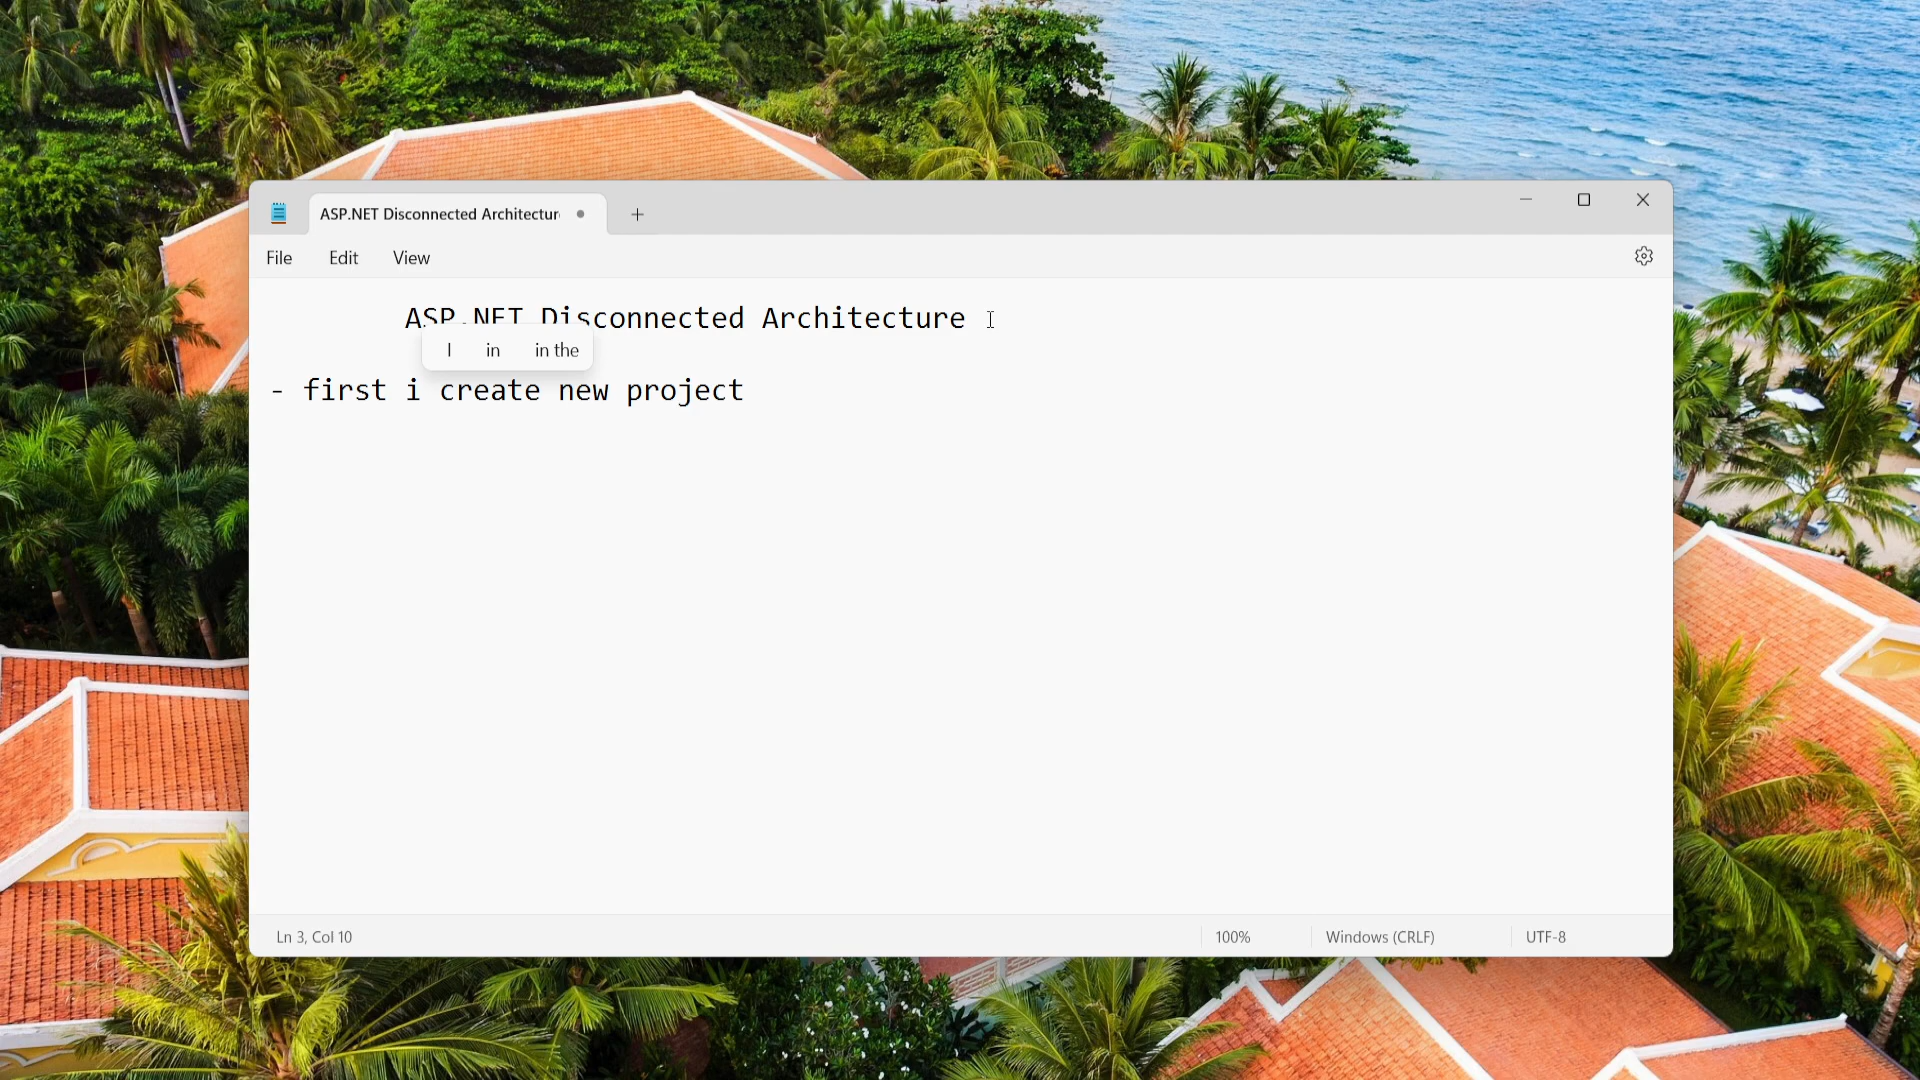 ASP.NET Disconnected Architectur
File Edit View
ASP.NET Disconnected Architecture
I in in the
- first i create new project
Ln 3, Col 10 100% Windows (CRLF) UTF-8